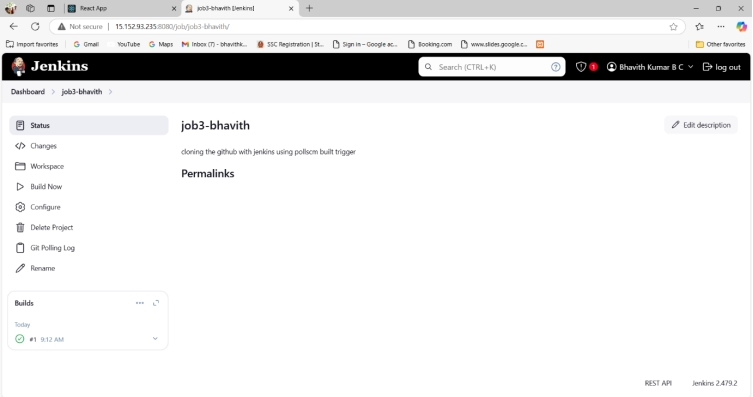 React App
job3-bhavith [Jenkins]
Not secure 15.152.93.235:8080/job/job3-bhavith/
Import favorites Gmail YouTube Maps Inbox (7) - bhavithk... SSC Registration | St... Sign in – Google ac... Booking.com www.slides.google.c... Other favorites
Jenkins
Search (CTRL+K)
1
Bhavith Kumar B C
log out
Dashboard > job3-bhavith >
Status
Changes
Workspace
Build Now
Configure
Delete Project
Git Polling Log
Rename
Builds
Today
#1 9:12 AM
job3-bhavith
Edit description
cloning the github with jenkins using pollscm built trigger
Permalinks
REST API Jenkins 2.479.2